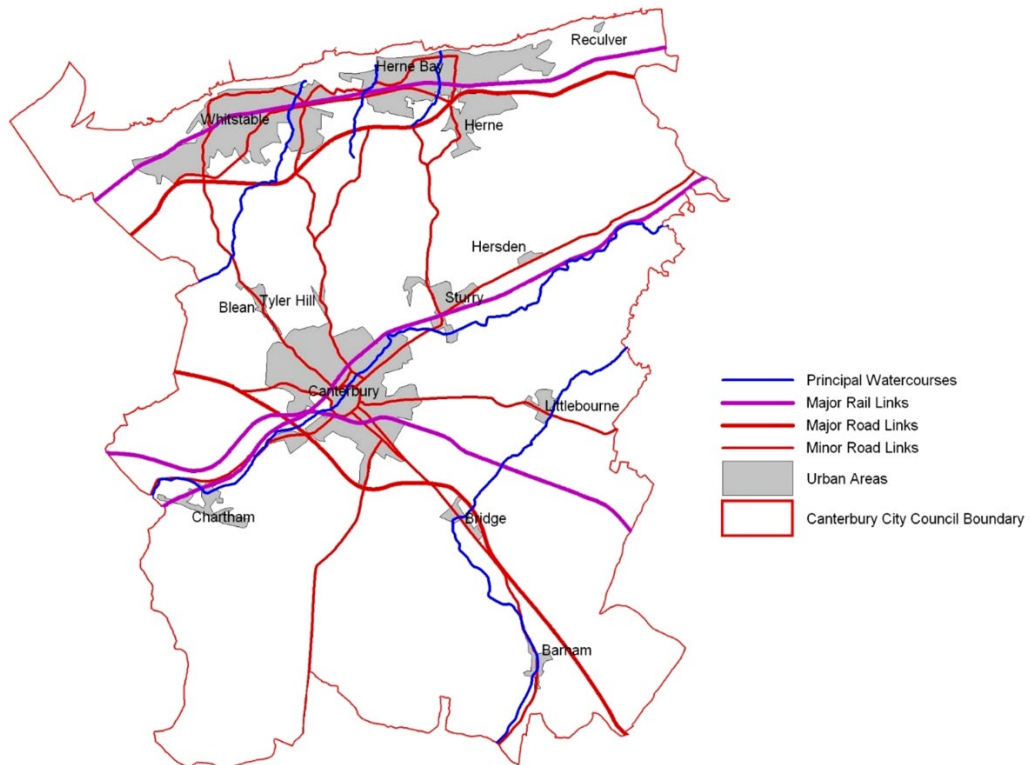 Reculver
Herne Bay
Whitstable
Herne
Hersden
Sturry
Tyler Hill
Blean
Canterbury
Littlebourne
Chartham
Bridge
Barham
Principal Watercourses
Major Rail Links
Major Road Links
Minor Road Links
Urban Areas
Canterbury City Council Boundary